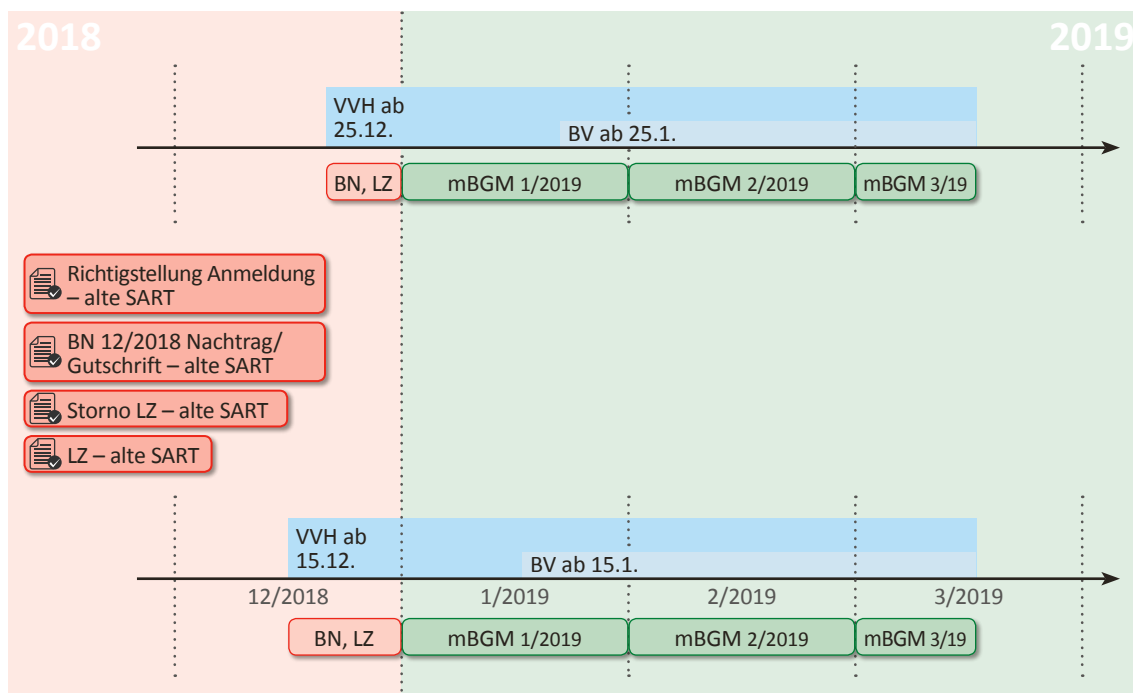 2018
2019
VVH ab
25.12.
BV ab 25.1.
BN, LZ
mBGM 1/2019
mBGM 2/2019
mBGM 3/19
Richtigstellung Anmeldung
– alte SART
BN 12/2018 Nachtrag/
Gutschrift – alte SART
Storno LZ – alte SART
LZ – alte SART
VVH ab
15.12.
BV ab 15.1.
12/2018
1/2019
2/2019
3/2019
BN, LZ
mBGM 1/2019
mBGM 2/2019
mBGM 3/19